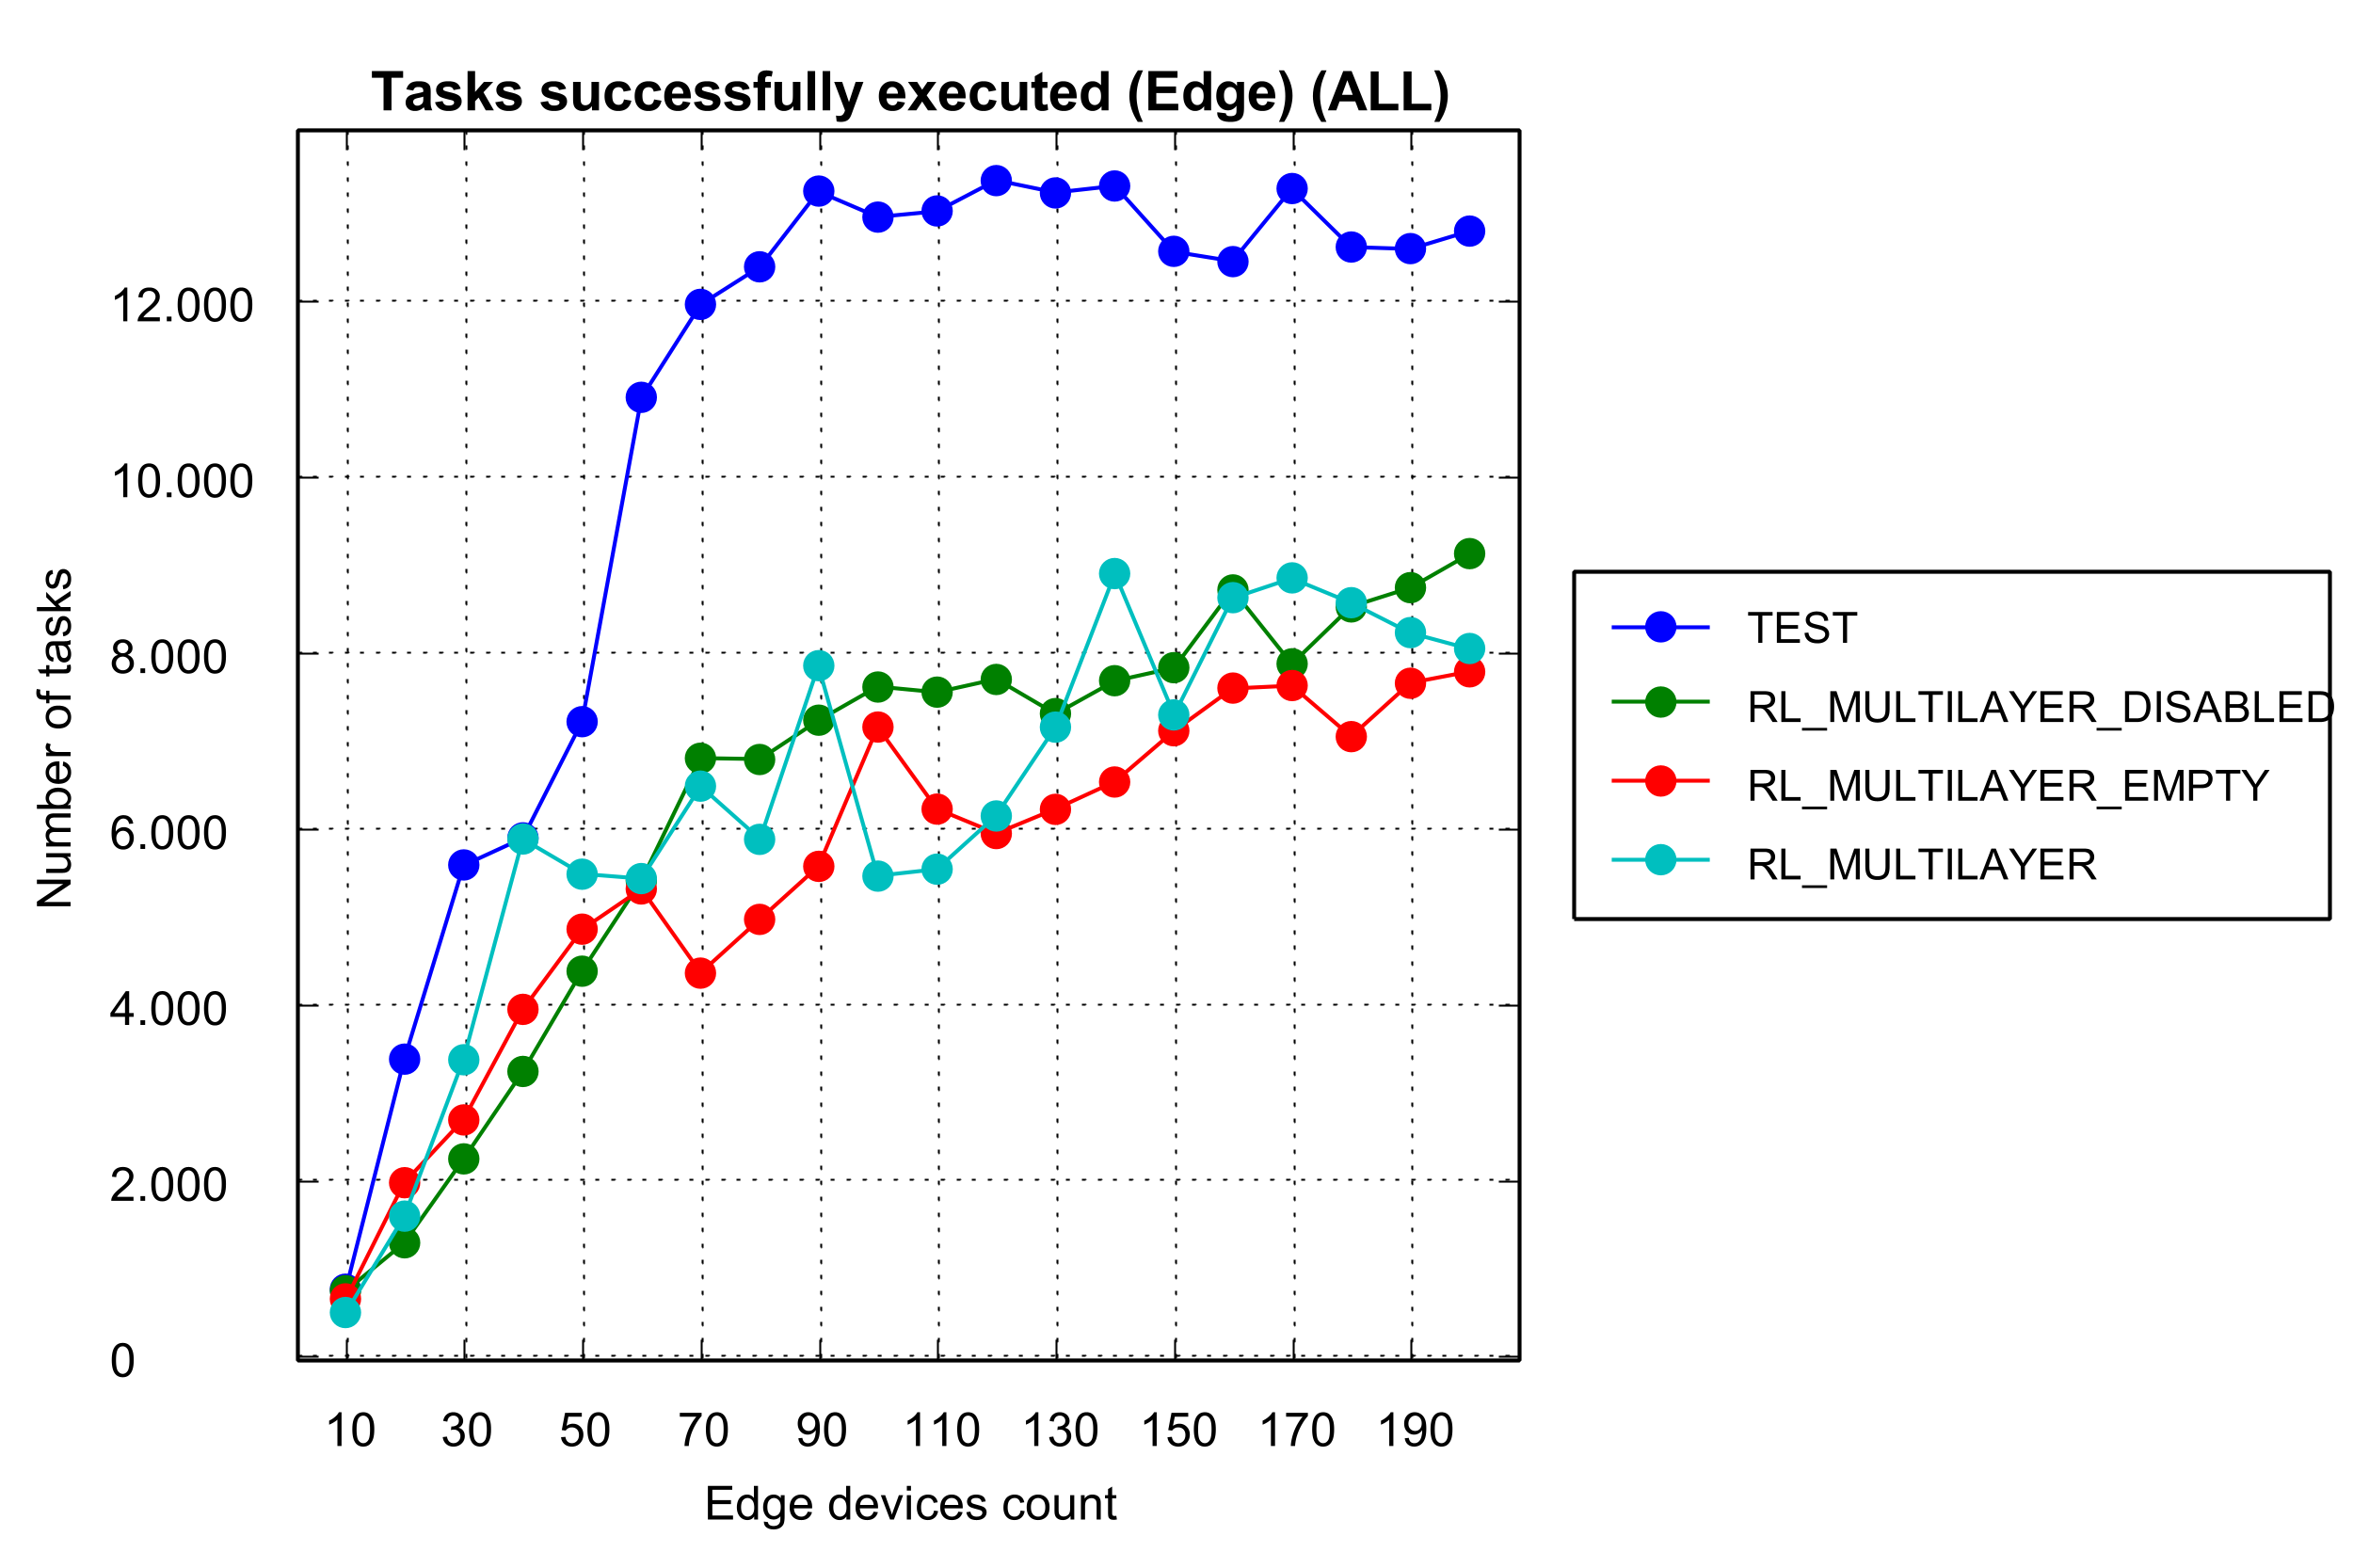 Tasks successfully executed (Edge) (ALL)
12.000
10.000
8.000
6.000
4.000
2.000
0
Number of tasks
10 30 50 70 90 110 130 150 170 190
Edge devices count
TEST
RL_MULTILAYER_DISABLED
RL_MULTILAYER_EMPTY
RL_MULTILAYER